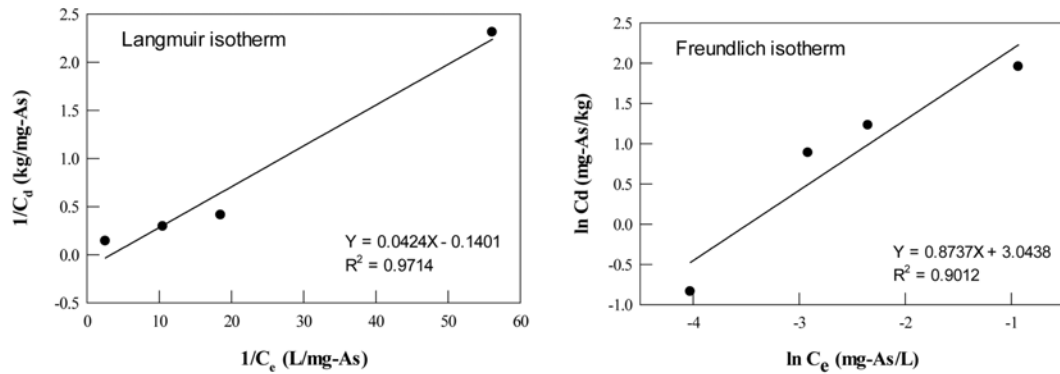 Langmuir isotherm
2.5
2.0
1.5
1.0
0.5
0.0
-0.5
1/C_d (kg/mg-As)
Y = 0.0424X - 0.1401
R² = 0.9714
0 10 20 30 40 50 60
1/C_e (L/mg-As)
Freundlich isotherm
2.5
2.0
1.5
1.0
0.5
0.0
-0.5
-1.0
ln Cd (mg-As/kg)
Y = 0.8737X + 3.0438
R² = 0.9012
-4 -3 -2 -1
ln Ce (mg-As/L)